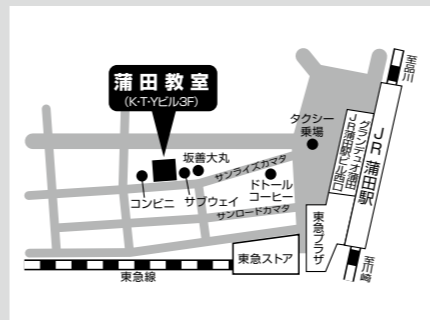 蒲田教室
(K・T・Yビル3F)
至品川
タクシー
乗場
グランデュオ蒲田
JR蒲田駅ビル西口
JR蒲田駅
坂善大丸
サンライズカマタ
コンビニ
サブウェイ
ドトール
コーヒー
サンロードカマタ
東急プラザ
東急ストア
東急線
至川崎